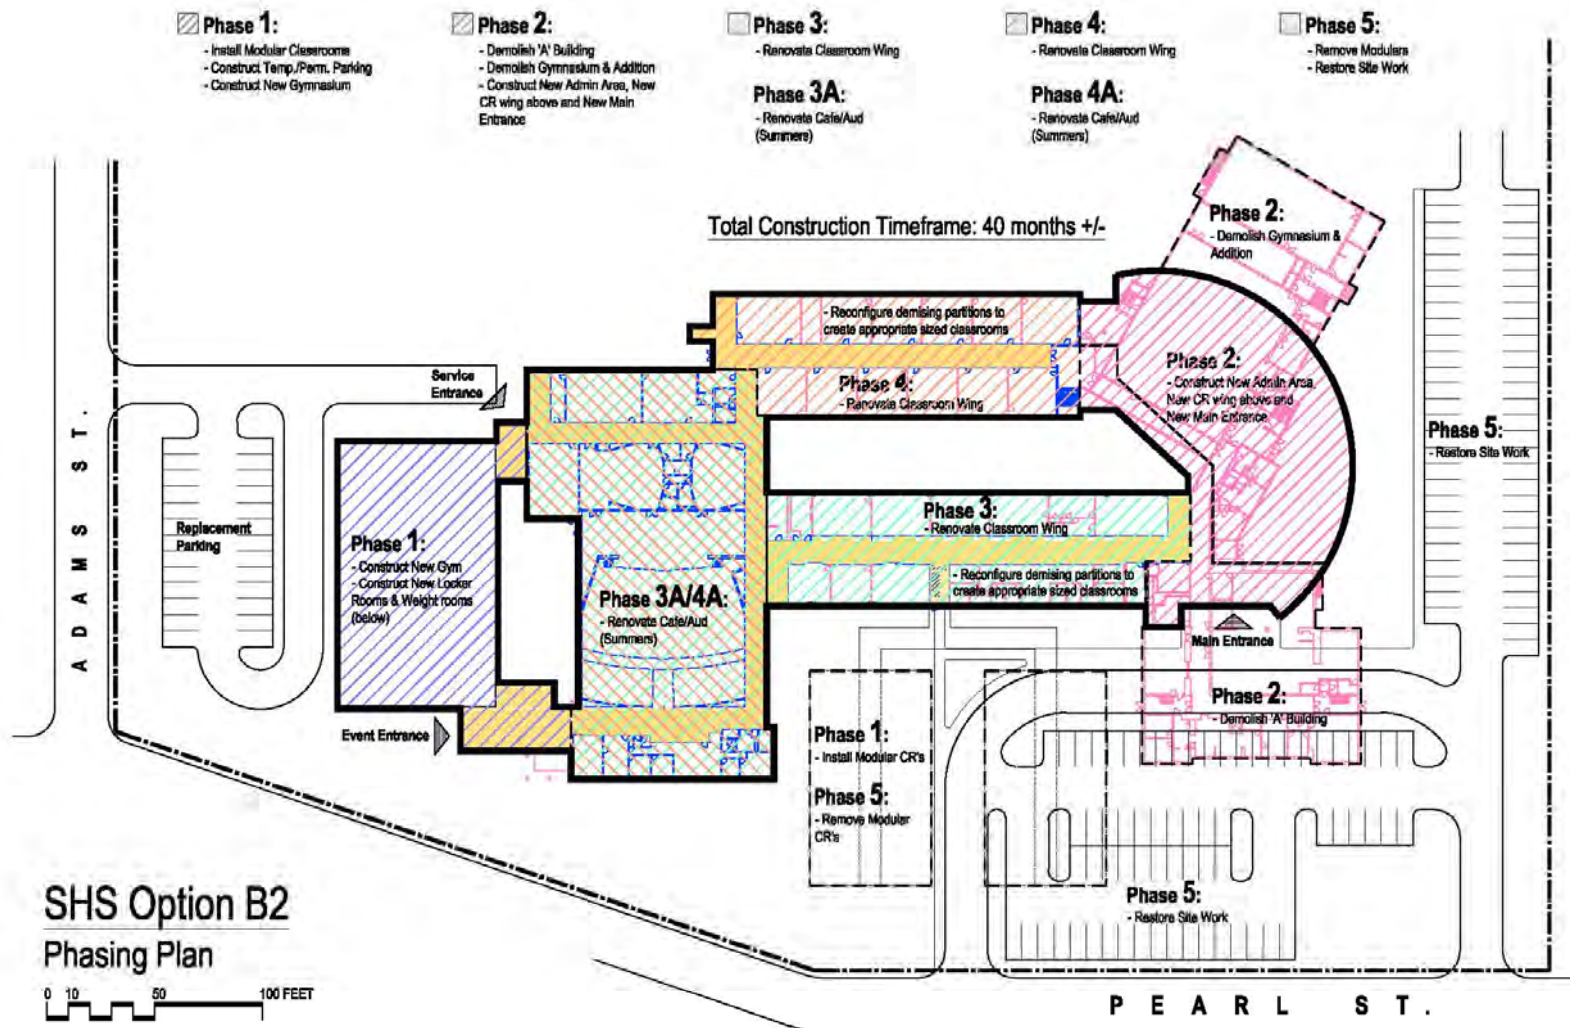 Phase 1:
- Install Modular Classrooms
- Construct Temp./Perm. Parking
- Construct New Gymnasium
Phase 2:
- Demolish 'A' Building
- Demolish Gymnasium & Addition
- Construct New Admin Area, New
CR wing above and New Main
Entrance
Phase 3:
- Renovate Classroom Wing
Phase 3A:
- Renovate Cafe/Aud
(Summers)
Phase 4:
- Renovate Classroom Wing
Phase 4A:
- Renovate Cafe/Aud
(Summers)
Phase 5:
- Remove Modulars
- Restore Site Work
Total Construction Timeframe: 40 months +/-
Phase 2:
- Demolish Gymnasium &
Addition
- Reconfigure demising partitions to
create appropriate sized classrooms
Phase 4:
- Renovate Classroom Wing
Phase 2:
- Construct New Admin Area,
New CR wing above and
New Main Entrance
Service
Entrance
ADAMS ST.
Replacement
Parking
Phase 1:
- Construct New Gym
- Construct New Locker
Rooms & Weight rooms
(below)
Phase 3A/4A:
- Renovate Cafe/Aud
(Summers)
Phase 3:
- Renovate Classroom Wing
- Reconfigure demising partitions to
create appropriate sized classrooms
Phase 5:
- Restore Site Work
Main Entrance
Phase 2:
- Demolish 'A' Building
Event Entrance
Phase 1:
- Install Modular CR's
Phase 5:
- Remove Modular
CR's
Phase 5:
- Restore Site Work
SHS Option B2
Phasing Plan
0 10 50 100 FEET
PEARL ST.